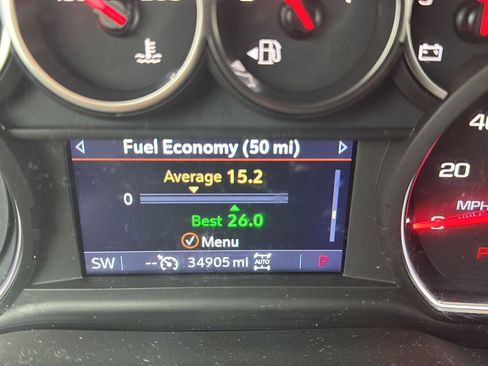 Fuel Economy (50 mi)
Average 15.2
0
Best 26.0
Menu
SW -- 34905 mi AUTO P
40
20
MPH